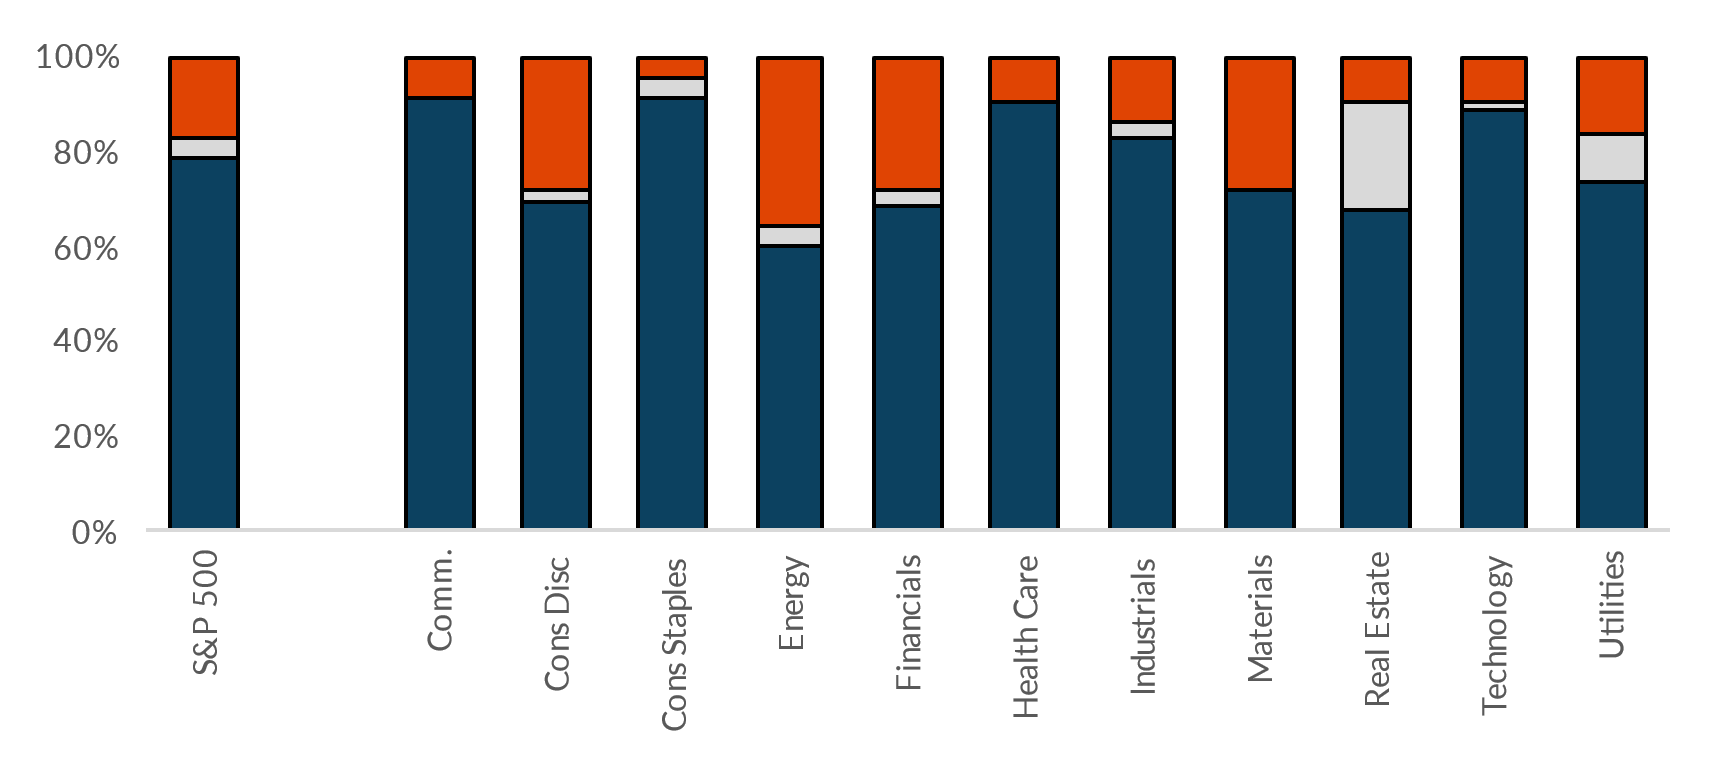 100%
80%
60%
40%
20%
0%
S&P 500
Comm.
Cons Disc
Cons Staples
Energy
Financials
Health Care
Industrials
Materials
Real Estate
Technology
Utilities